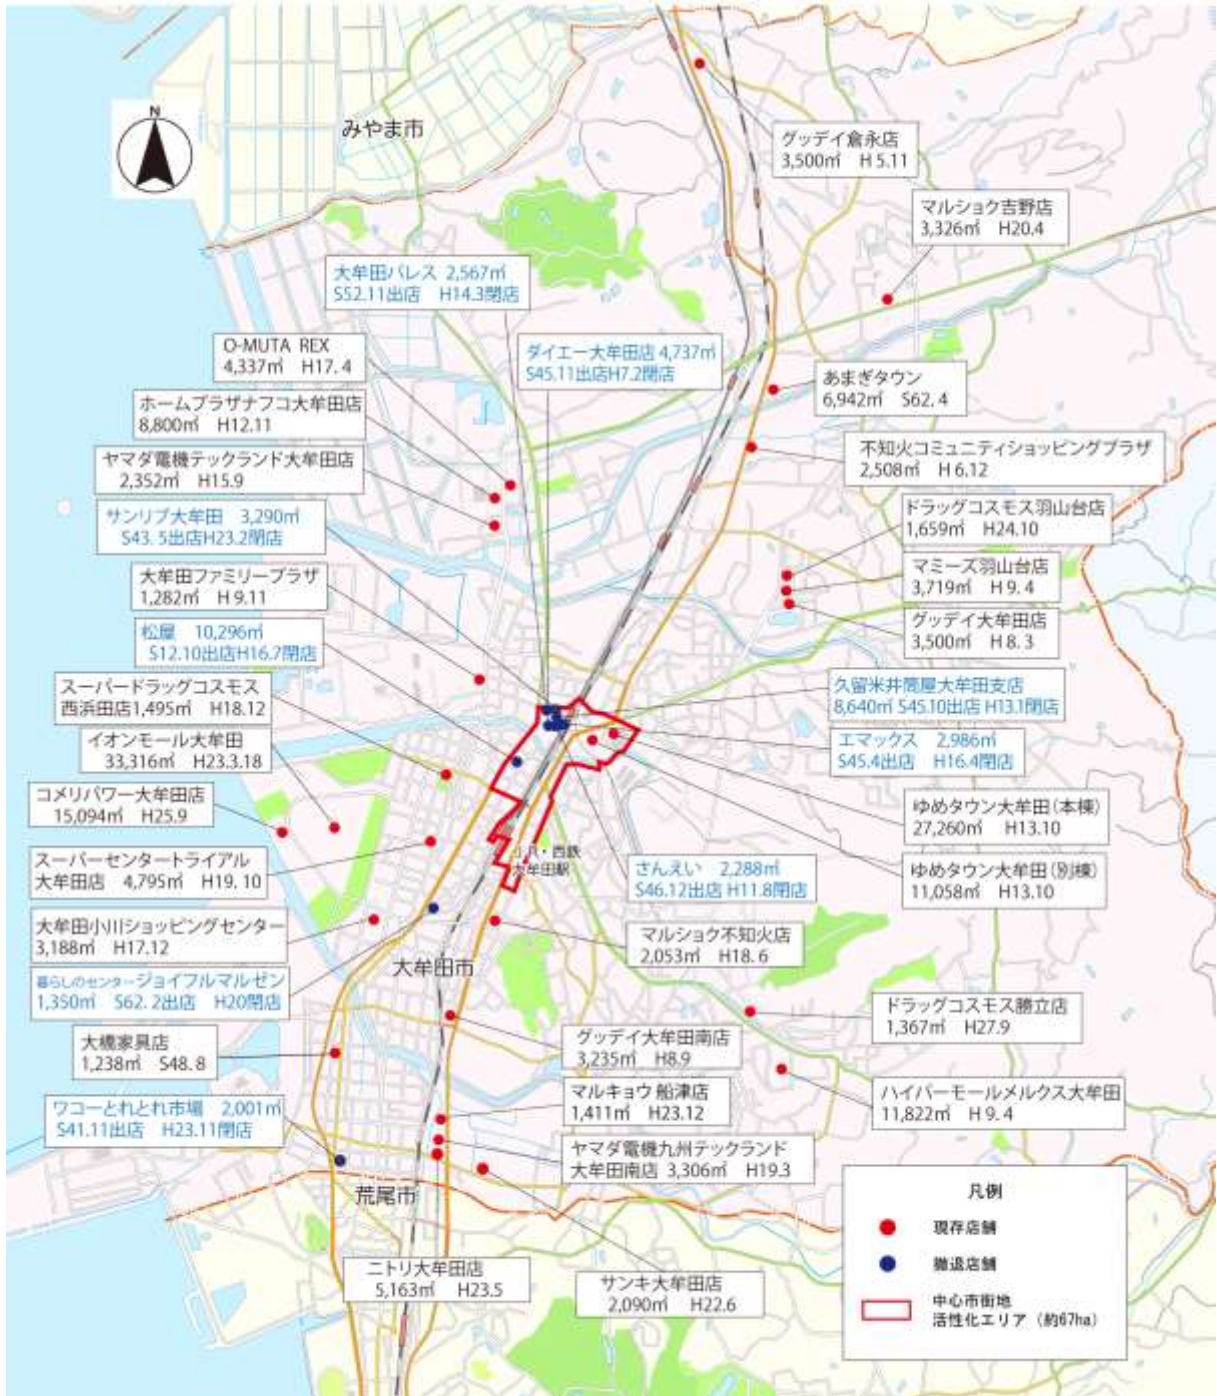 N
みやま市
グッデイ倉永店
3,500㎡ H 5.11
マルショク吉野店
3,326㎡ H20.4
大牟田パレス 2,567㎡
S52.11出店 H14.3閉店
O-MUTA REX
4,337㎡ H17. 4
ダイエー大牟田店 4,737㎡
S45.11出店H7.2閉店
あまぎタウン
6,942㎡ S62. 4
ホームプラザナフコ大牟田店
8,800㎡ H12.11
不知火コミュニティショッピングプラザ
2,508㎡ H 6.12
ヤマダ電機テックランド大牟田店
2,352㎡ H15.9
サンリブ大牟田 3,290㎡
S43. 5出店H23.2閉店
ドラッグコスモス羽山台店
1,659㎡ H24.10
マミーズ羽山台店
3,719㎡ H 9. 4
大牟田ファミリープラザ
1,282㎡ H 9.11
グッデイ大牟田店
3,500㎡ H 8. 3
松屋 10,296㎡
S12.10出店H16.7閉店
スーパードラッグコスモス
西浜田店1,495㎡ H18.12
久留米井筒屋大牟田支店
8,640㎡ S45.10出店 H13.1閉店
イオンモール大牟田
33,316㎡ H23.3.18
エマックス 2,986㎡
S45.4出店 H16.4閉店
コメリパワー大牟田店
15,094㎡ H25.9
ゆめタウン大牟田(本棟)
27,260㎡ H13.10
スーパーセンタートライアル
大牟田店 4,795㎡ H19. 10
JR・西鉄
大牟田駅
さんえい 2,288㎡
S46.12出店 H11.8閉店
ゆめタウン大牟田(別棟)
11,058㎡ H13.10
大牟田小川ショッピングセンター
3,188㎡ H17.12
マルショク不知火店
2,053㎡ H18. 6
大牟田市
暮らしのセンタージョイフルマルゼン
1,350㎡ S62. 2出店 H20閉店
ドラッグコスモス勝立店
1,367㎡ H27.9
大橋家具店
1,238㎡ S48. 8
グッデイ大牟田南店
3,235㎡ H8.9
マルキョウ 船津店
1,411㎡ H23.12
ハイパーモールメルクス大牟田
11,822㎡ H 9. 4
ワコーとれとれ市場 2,001㎡
S41.11出店 H23.11閉店
ヤマダ電機九州テックランド
大牟田南店 3,306㎡ H19.3
荒尾市
ニトリ大牟田店
5,163㎡ H23.5
サンキ大牟田店
2,090㎡ H22.6
凡例
現存店舗
撤退店舗
中心市街地
活性化エリア（約67ha）